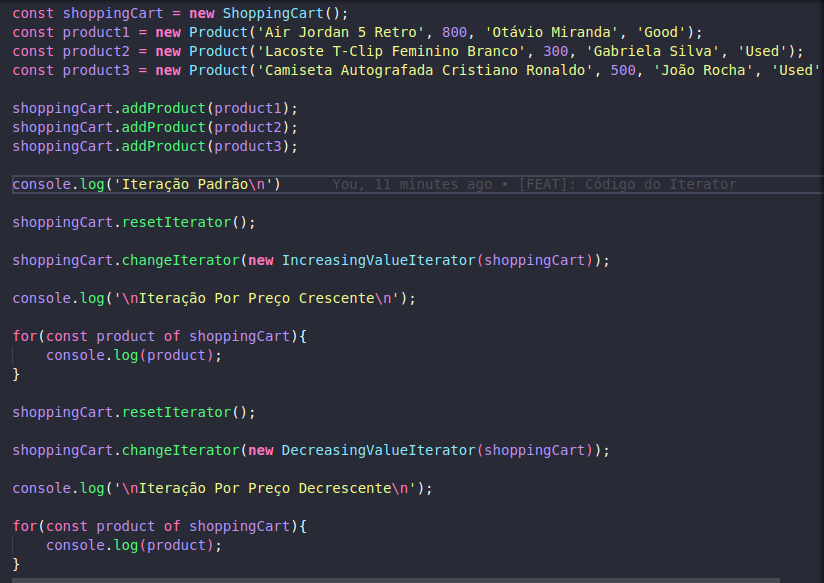 const shoppingCart = new ShoppingCart();
const product1 = new Product('Air Jordan 5 Retro', 800, 'Otávio Miranda', 'Good');
const product2 = new Product('Lacoste T-Clip Feminino Branco', 300, 'Gabriela Silva', 'Used');
const product3 = new Product('Camiseta Autografada Cristiano Ronaldo', 500, 'João Rocha', 'Used'
shoppingCart.addProduct(product1);
shoppingCart.addProduct(product2);
shoppingCart.addProduct(product3);
console.log('Iteração Padrão\n') You, 11 minutes ago • [FEAT]: Código do Iterator
shoppingCart.resetIterator();
shoppingCart.changeIterator(new IncreasingValueIterator(shoppingCart));
console.log('\nIteração Por Preço Crescente\n');
for(const product of shoppingCart){
    console.log(product);
}
shoppingCart.resetIterator();
shoppingCart.changeIterator(new DecreasingValueIterator(shoppingCart));
console.log('\nIteração Por Preço Decrescente\n');
for(const product of shoppingCart){
    console.log(product);
}